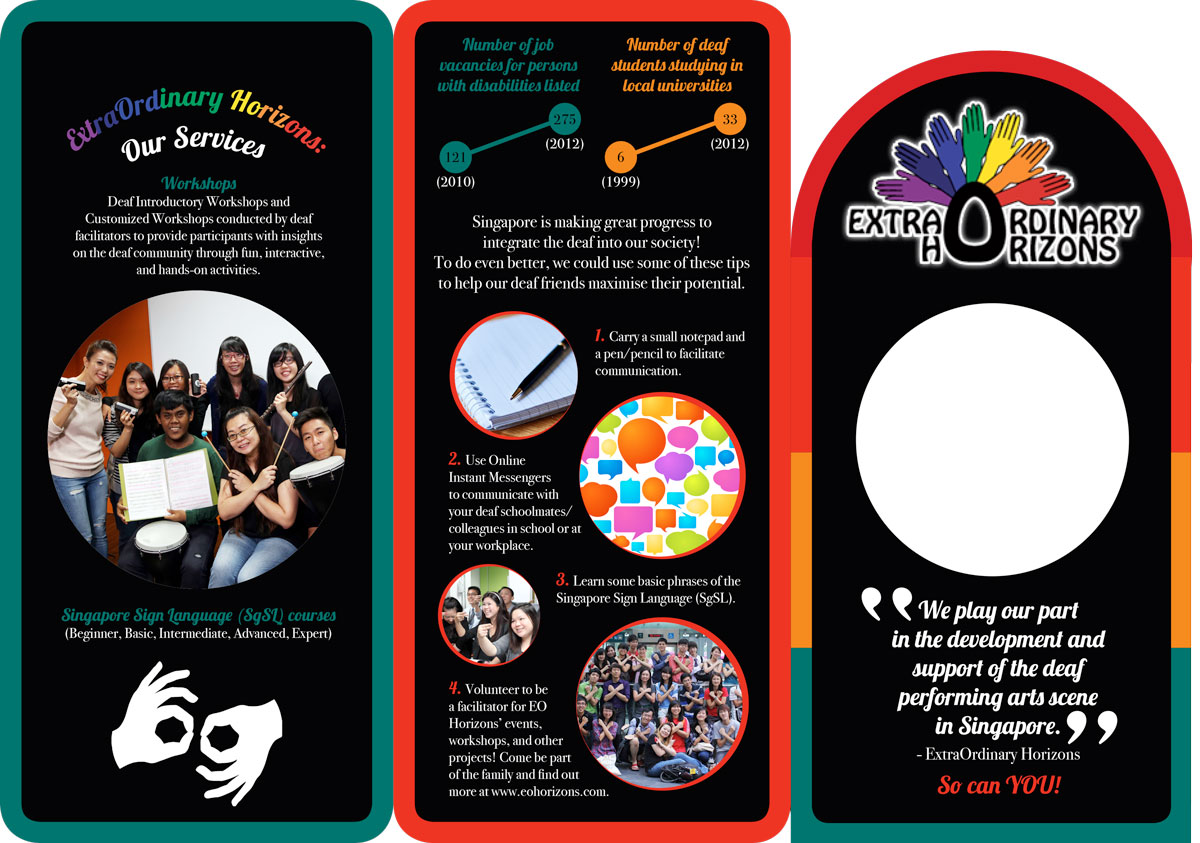 ExtraOrdinary Horizons:
Our Services
Workshops
Deaf Introductory Workshops and
Customized Workshops conducted by deaf
facilitators to provide participants with insights
on the deaf community through fun, interactive,
and hands-on activities.
Singapore Sign Language (SgSL) courses
(Beginner, Basic, Intermediate, Advanced, Expert)
Number of job
vacancies for persons
with disabilities listed
275
(2012)
121
(2010)
Number of deaf
students studying in
local universities
33
(2012)
6
(1999)
Singapore is making great progress to
integrate the deaf into our society!
To do even better, we could use some of these tips
to help our deaf friends maximise their potential.
1. Carry a small notepad and
a pen/pencil to facilitate
communication.
2. Use Online
Instant Messengers
to communicate with
your deaf schoolmates/
colleagues in school or at
your workplace.
3. Learn some basic phrases of the
Singapore Sign Language (SgSL).
4. Volunteer to be
a facilitator for EO
Horizons' events,
workshops, and other
projects! Come be part
of the family and find out
more at www.eohorizons.com.
EXTRAORDINARY
HORIZONS
"We play our part
in the development and
support of the deaf
performing arts scene
in Singapore."
- ExtraOrdinary Horizons
So can YOU!